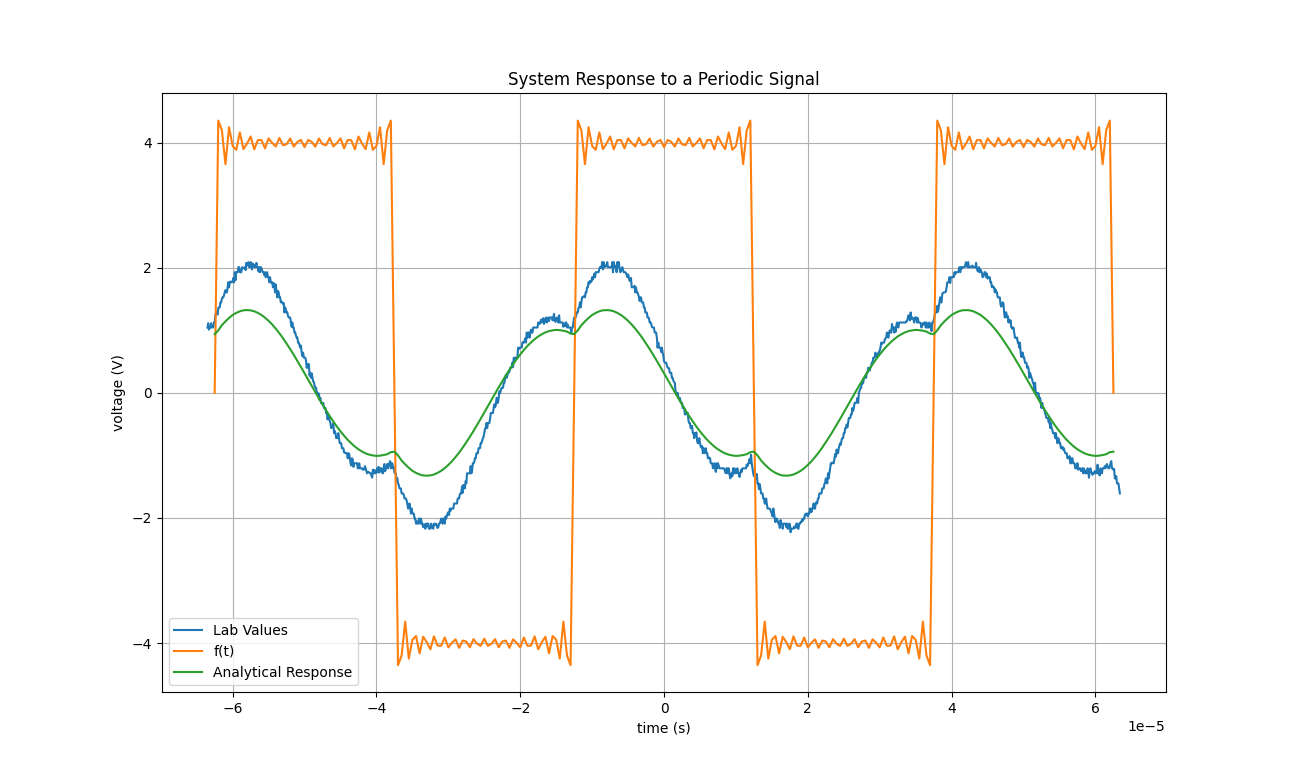 System Response to a Periodic Signal
voltage (V)
4
2
0
−2
−4
Lab Values
f(t)
Analytical Response
−6
−4
−2
0
2
4
6
time (s)
1e−5